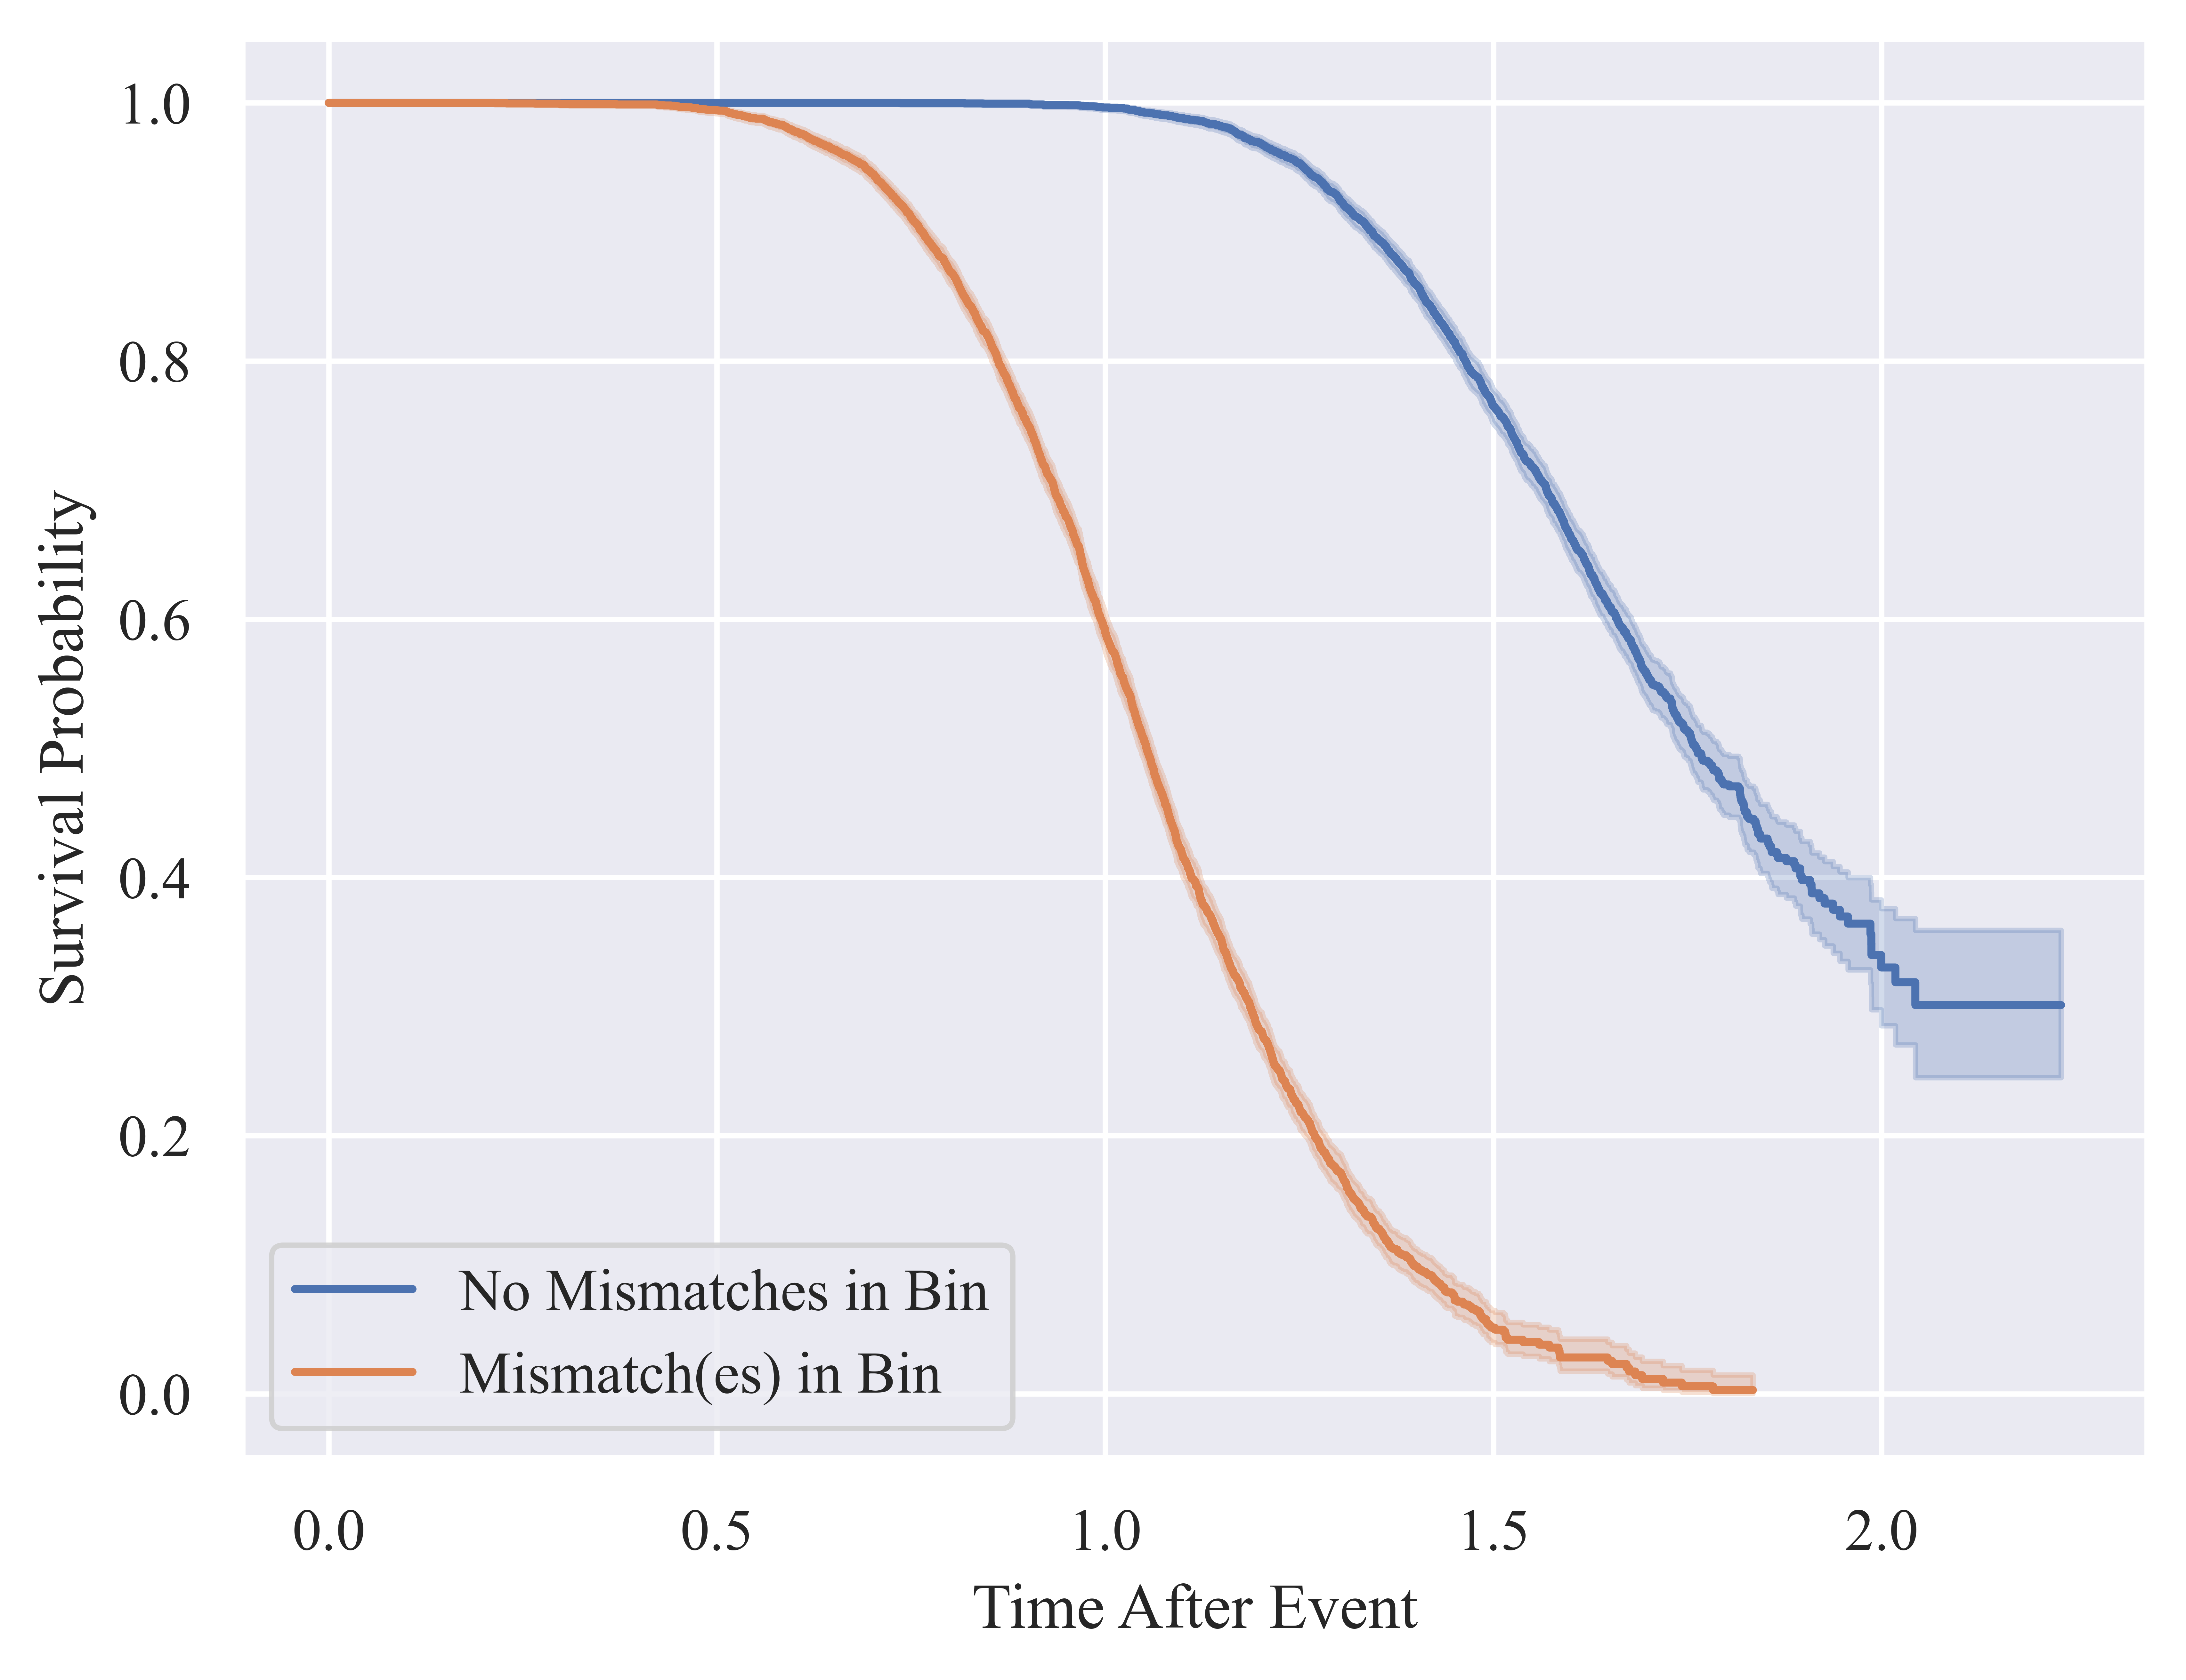 1.0
0.8
0.6
0.4
0.2
0.0
Survival Probability
No Mismatches in Bin
Mismatch(es) in Bin
0.0 0.5 1.0 1.5 2.0
Time After Event